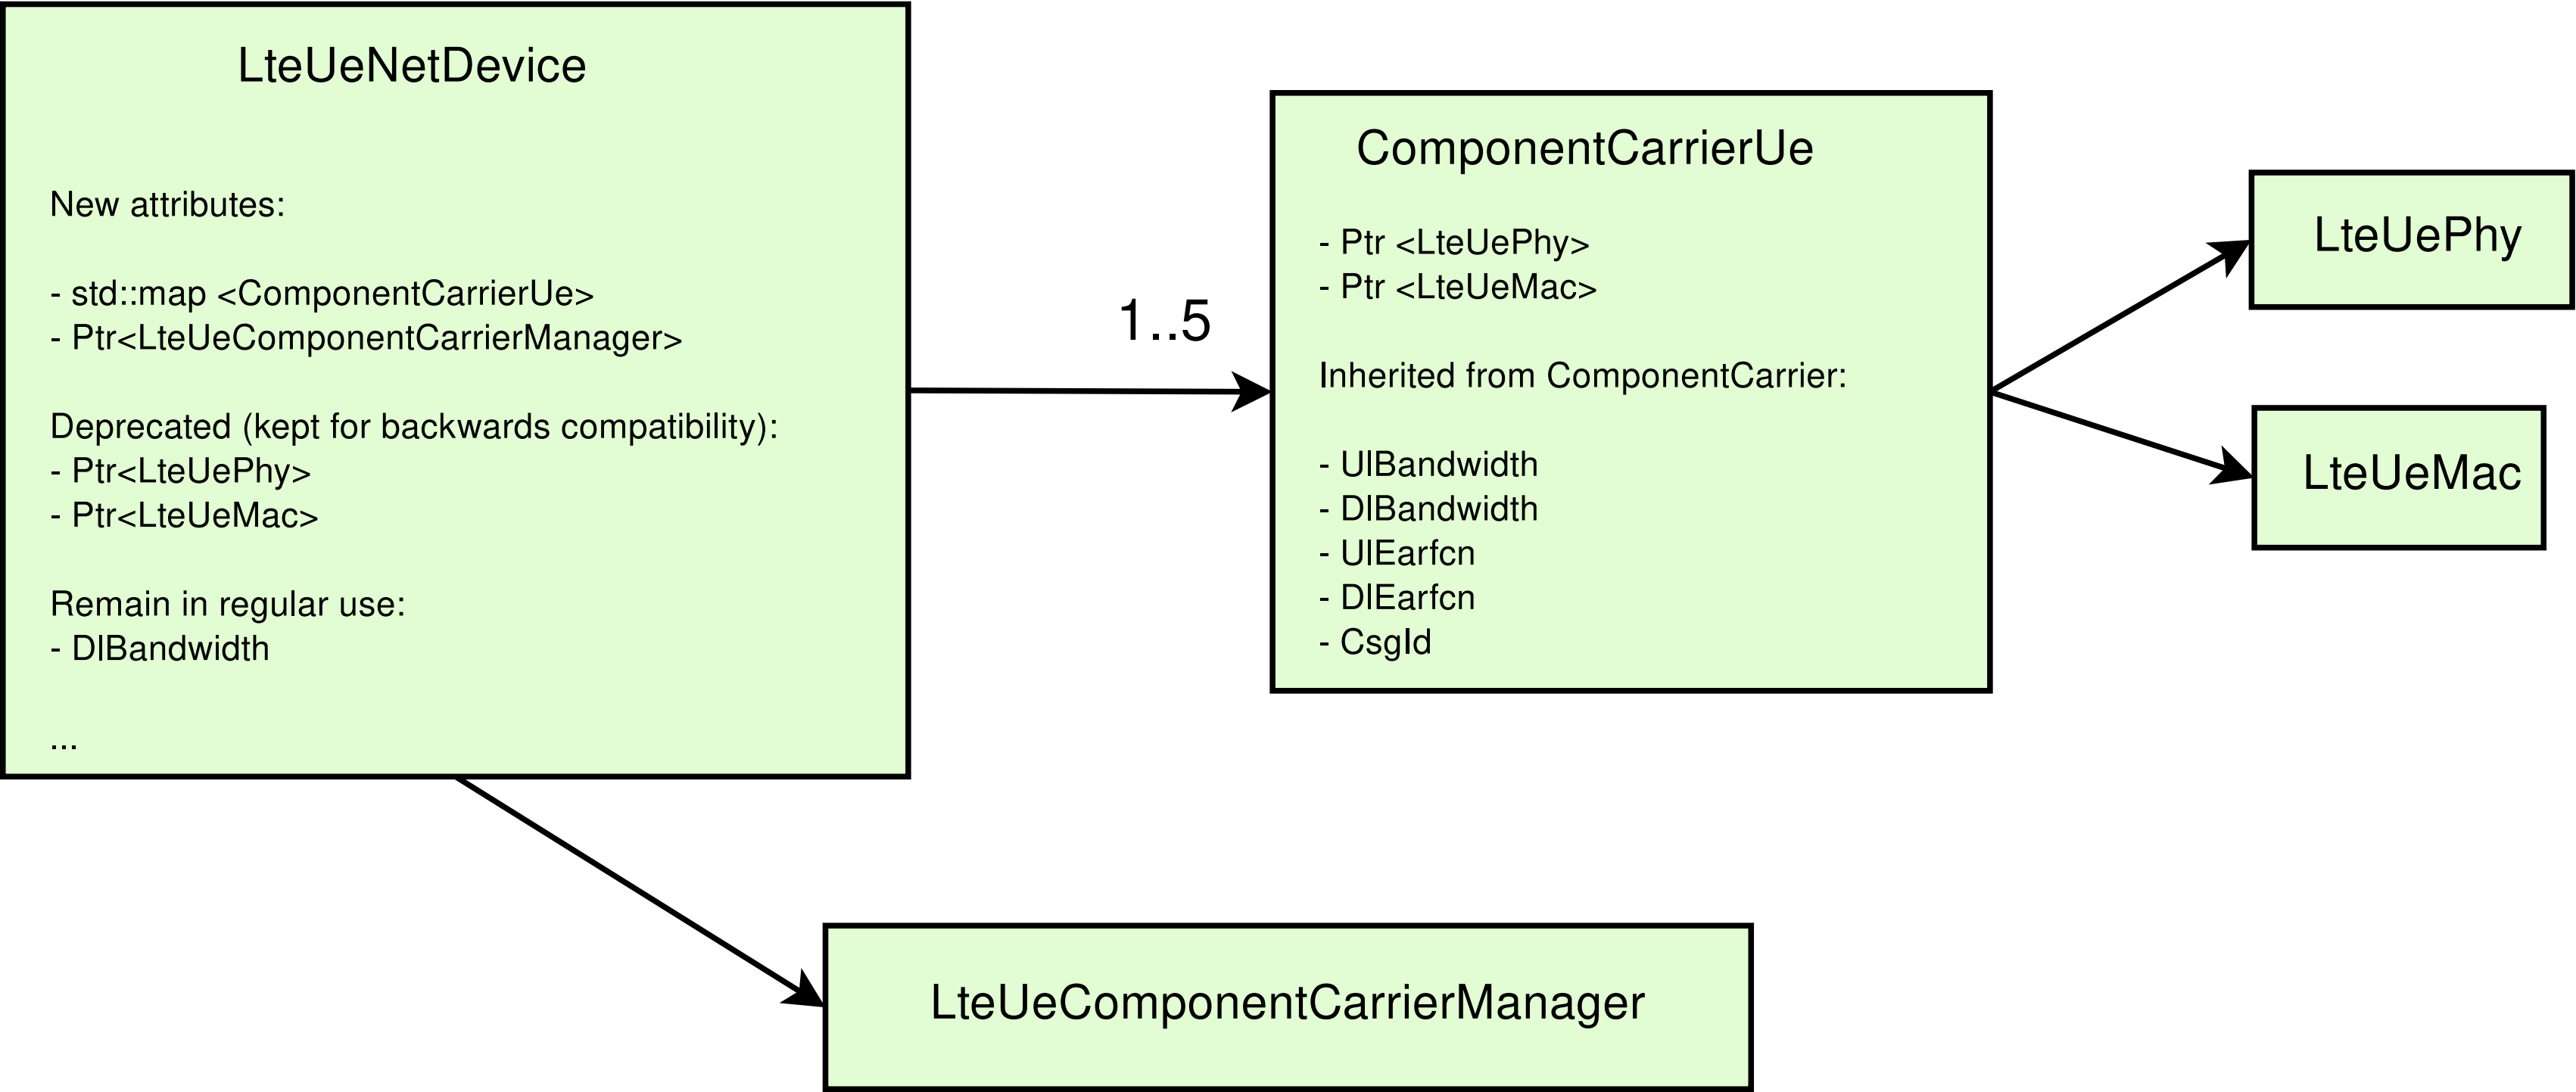 LteUeNetDevice
New attributes:
- std::map <ComponentCarrierUe>
- Ptr<LteUeComponentCarrierManager>
Deprecated (kept for backwards compatibility):
- Ptr<LteUePhy>
- Ptr<LteUeMac>
Remain in regular use:
- DlBandwidth
...
1..5
ComponentCarrierUe
- Ptr <LteUePhy>
- Ptr <LteUeMac>
Inherited from ComponentCarrier:
- UlBandwidth
- DlBandwidth
- UlEarfcn
- DlEarfcn
- CsgId
LteUePhy
LteUeMac
LteUeComponentCarrierManager